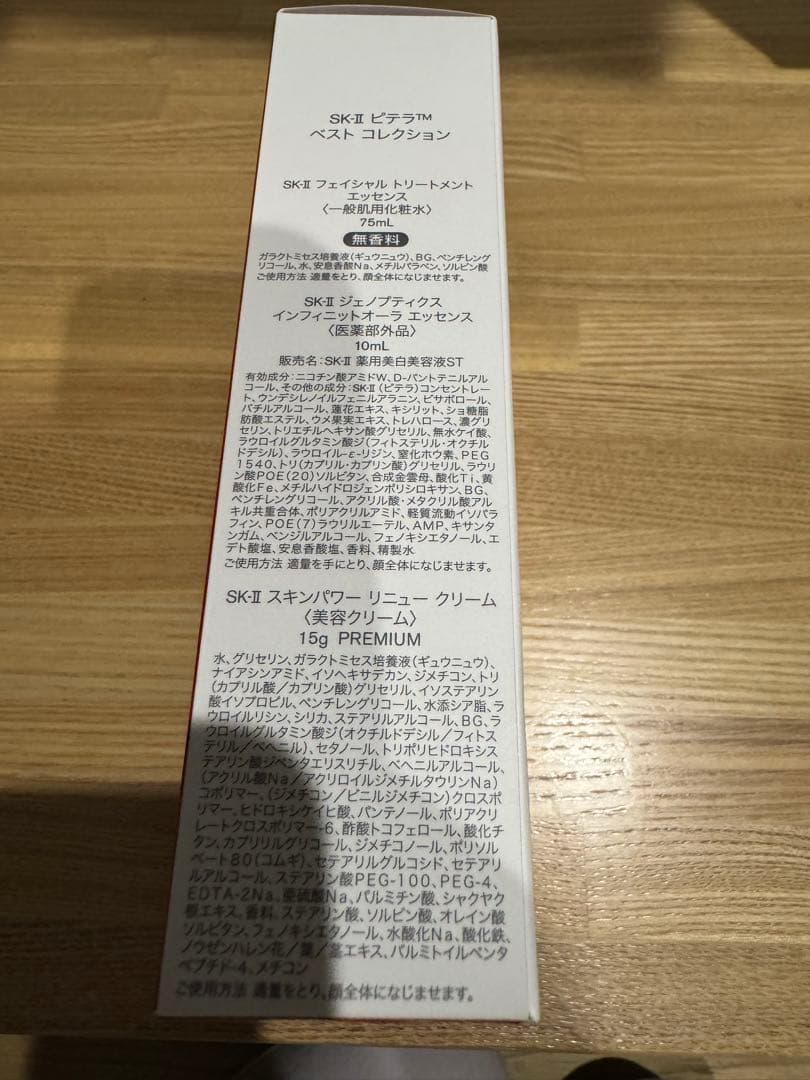 SK-Ⅱ ピテラ™
ベスト コレクション
SK-Ⅱ フェイシャル トリートメント
エッセンス
〈一般肌用化粧水〉
75mL
無香料
ガラクトミセス培養液(ギュウニュウ)、BG、ペンチレング
リコール、水、安息香酸Na、メチルパラベン、ソルビン酸
ご使用方法 適量をとり、顔全体になじませます。
SK-Ⅱ ジェノプティクス
インフィニットオーラ エッセンス
〈医薬部外品〉
10mL
販売名:SK-Ⅱ 薬用美白美容液ST
有効成分:ニコチン酸アミドW、D-パントテニルアル
コール、その他の成分:SK-Ⅱ(ピテラ)コンセントレー
ト、ウンデシレノイルフェニルアラニン、ビサボロール、
バチルアルコール、蓮花エキス、キシリット、ショ糖脂
肪酸エステル、ウメ果実エキス、トレハロース、濃グリ
セリン、トリエチルヘキサン酸グリセリル、無水ケイ酸、
ラウロイルグルタミン酸ジ(フィトステリル・オクチル
ドデシル)、ラウロイル-ε-リジン、窒化ホウ素、PEG
1540、トリ(カプリル・カプリン酸)グリセリル、ラウリ
ン酸POE(20)ソルビタン、合成金雲母、酸化Ti、黄
酸化Fe、メチルハイドロジェンポリシロキサン、BG、
ペンチレングリコール、アクリル酸・メタクリル酸アル
キル共重合体、ポリアクリルアミド、軽質流動イソパラ
フィン、POE(7)ラウリルエーテル、AMP、キサンタ
ンガム、ベンジルアルコール、フェノキシエタノール、エ
デト酸塩、安息香酸塩、香料、精製水
ご使用方法 適量を手にとり、顔全体になじませます。
SK-Ⅱ スキンパワー リニュー クリーム
〈美容クリーム〉
15g PREMIUM
水、グリセリン、ガラクトミセス培養液(ギュウニュウ)、
ナイアシンアミド、イソヘキサデカン、ジメチコン、トリ
(カプリル酸/カプリン酸)グリセリル、イソステアリン
酸イソプロピル、ペンチレングリコール、水添シア脂、ラ
ウロイルリシン、シリカ、ステアリルアルコール、BG、ラ
ウロイルグルタミン酸ジ(オクチルドデシル/フィトス
テリル/ベヘニル)、セタノール、トリポリヒドロキシス
テアリン酸ジペンタエリスリチル、ベヘニルアルコール、
(アクリル酸Na/アクリロイルジメチルタウリンNa)
コポリマー、(ジメチコン/ビニルジメチコン)クロスポ
リマー、ヒドロキシケイヒ酸、パンテノール、ポリアクリ
レートクロスポリマー-6、酢酸トコフェロール、酸化チ
タン、カプリリルグリコール、ジメチコノール、ポリソル
ベート80(コムギ)、セテアリルグルコシド、セテアリ
ルアルコール、ステアリン酸PEG-100、PEG-4、
EDTA-2Na、亜硫酸Na、パルミチン酸、シャクヤク
根エキス、香料、ステアリン酸、ソルビン酸、オレイン酸
ソルビタン、フェノキシエタノール、水酸化Na、酸化鉄、
ノウゼンハレン花/葉/茎エキス、パルミトイルペンタ
ペプチド-4、メチコン
ご使用方法 適量をとり、顔全体になじませます。